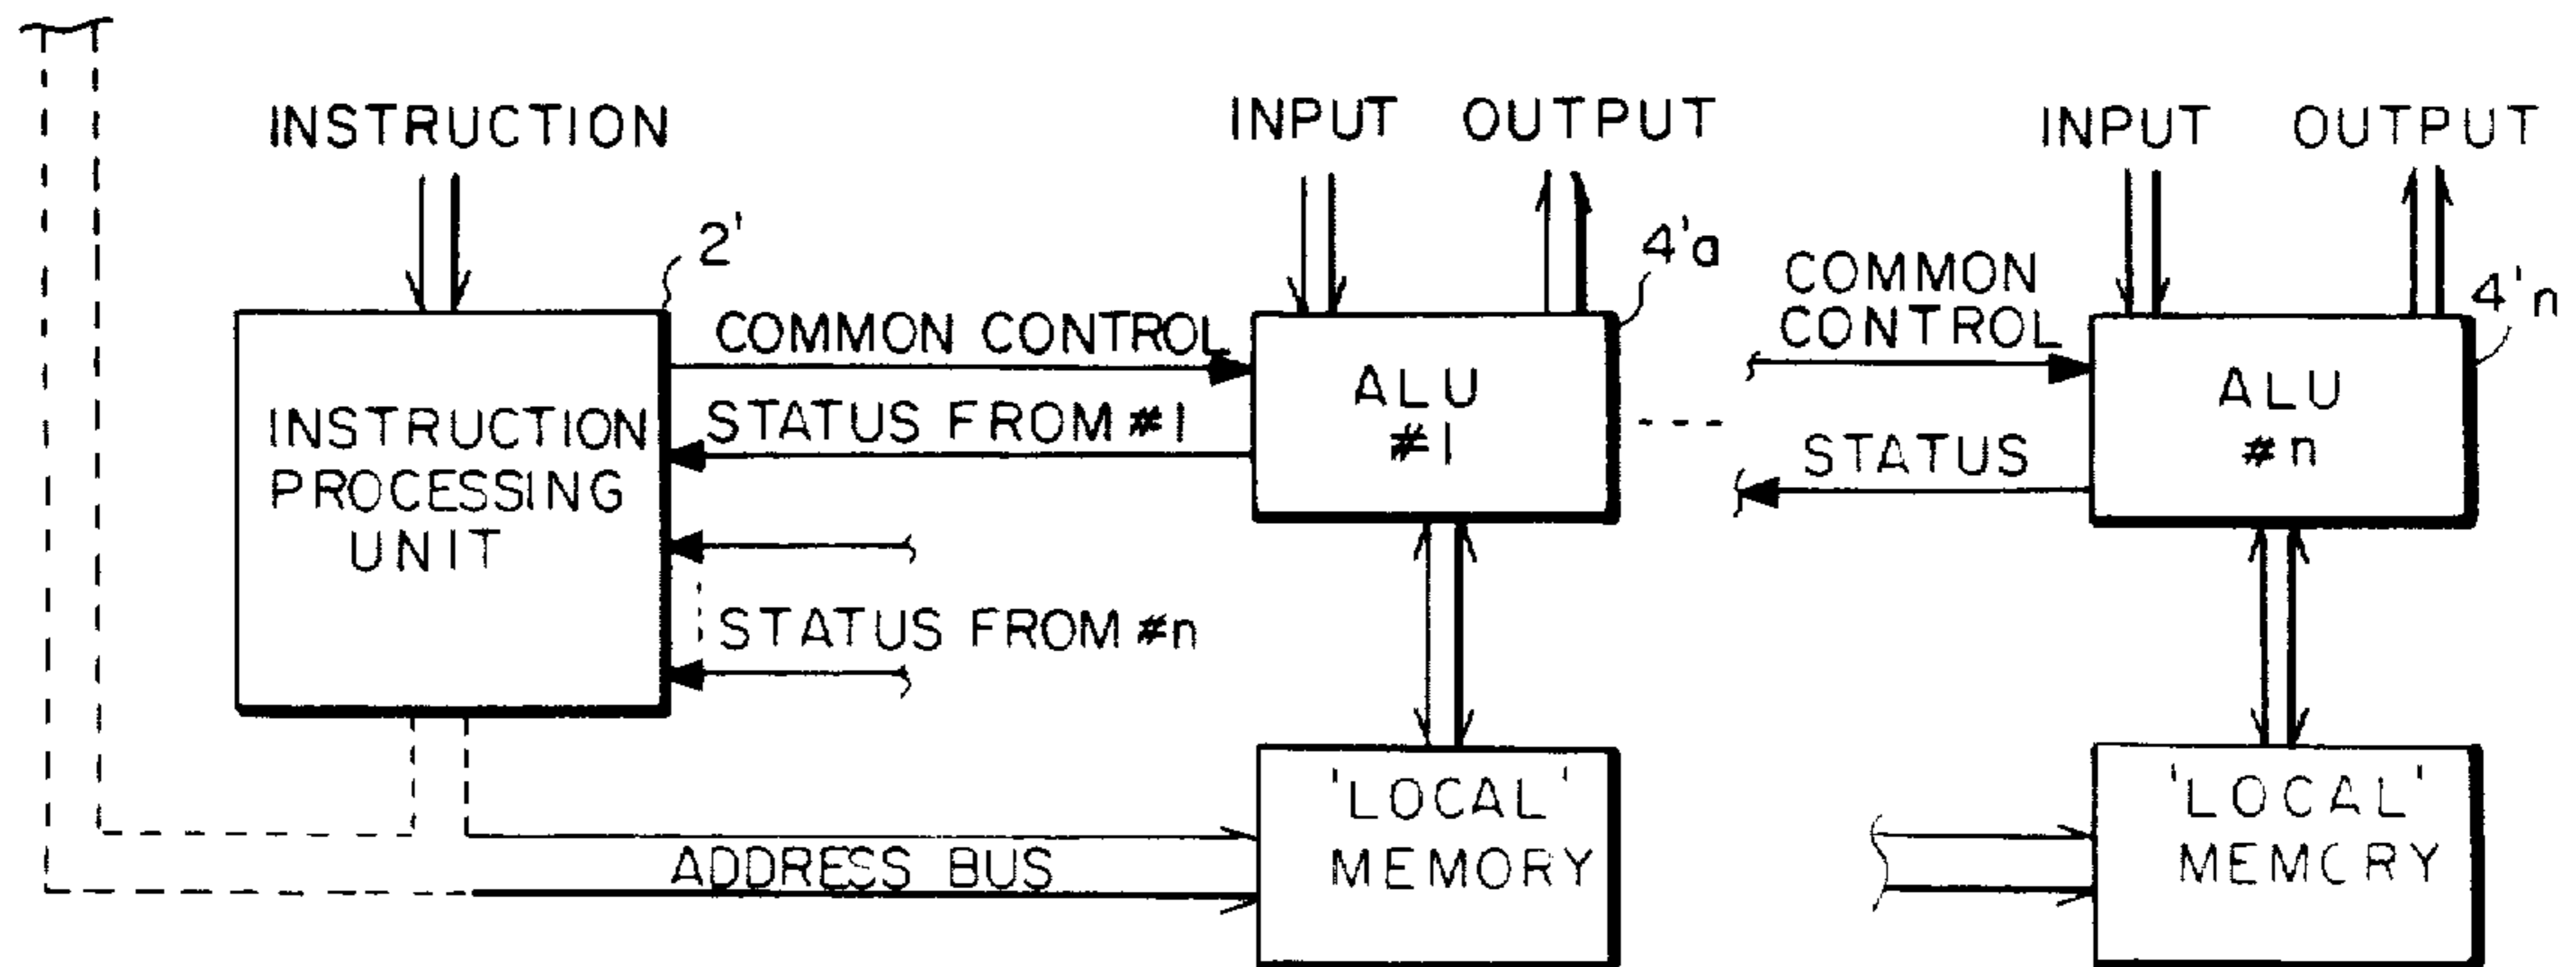 INSTRUCTION
INPUT OUTPUT
INPUT OUTPUT
2'
4'a
4'n
COMMON CONTROL
COMMON
CONTROL
INSTRUCTION
PROCESSING
UNIT
STATUS FROM #1
ALU
#1
STATUS
ALU
#n
STATUS FROM #n
ADDRESS BUS
'LOCAL'
MEMORY
'LOCAL'
MEMORY